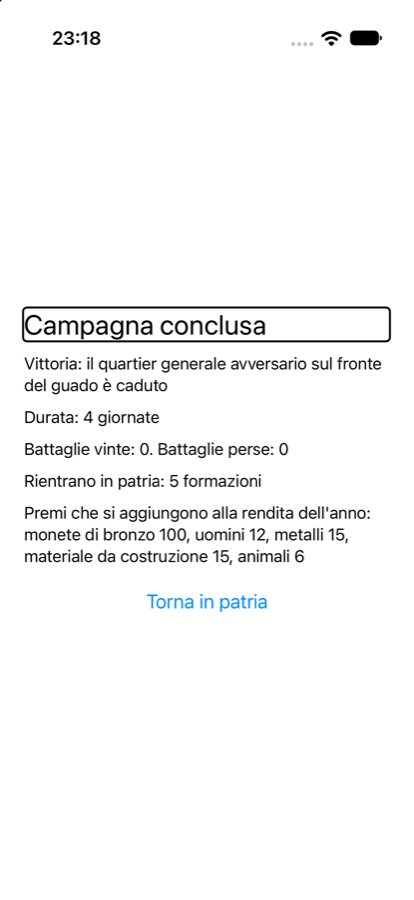 23:18
Campagna conclusa
Vittoria: il quartier generale avversario sul fronte
del guado è caduto
Durata: 4 giornate
Battaglie vinte: 0. Battaglie perse: 0
Rientrano in patria: 5 formazioni
Premi che si aggiungono alla rendita dell'anno:
monete di bronzo 100, uomini 12, metalli 15,
materiale da costruzione 15, animali 6
Torna in patria